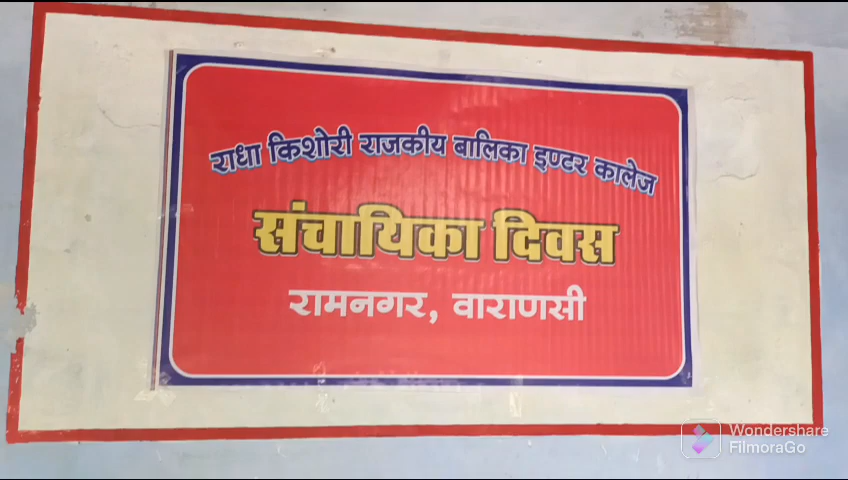 राधा किशोरी राजकीय बालिका इण्टर कालेज
संचायिका दिवस
रामनगर, वाराणसी
Wondershare
FilmoraGo